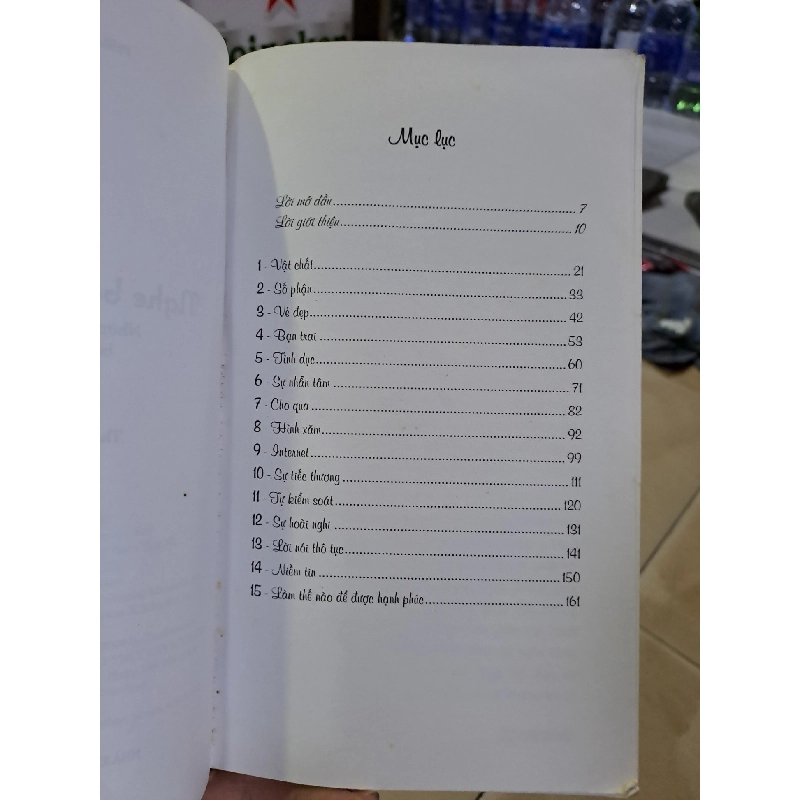 Mục lục
Lời mở đầu 7
Lời giới thiệu 10
1 - Vật chất 21
2 - Số phận 33
3 - Vẻ đẹp 42
4 - Bạn trai 53
5 - Tình dục 60
6 - Sự nhẫn tâm 71
7 - Cho qua 82
8 - Hình xăm 92
9 - Internet 99
10 - Sự tiếc thương 111
11 - Tự kiểm soát 120
12 - Sự hoài nghi 131
13 - Lời nói thô tục 141
14 - Niềm tin 150
15 - Làm thế nào để được hạnh phúc 161